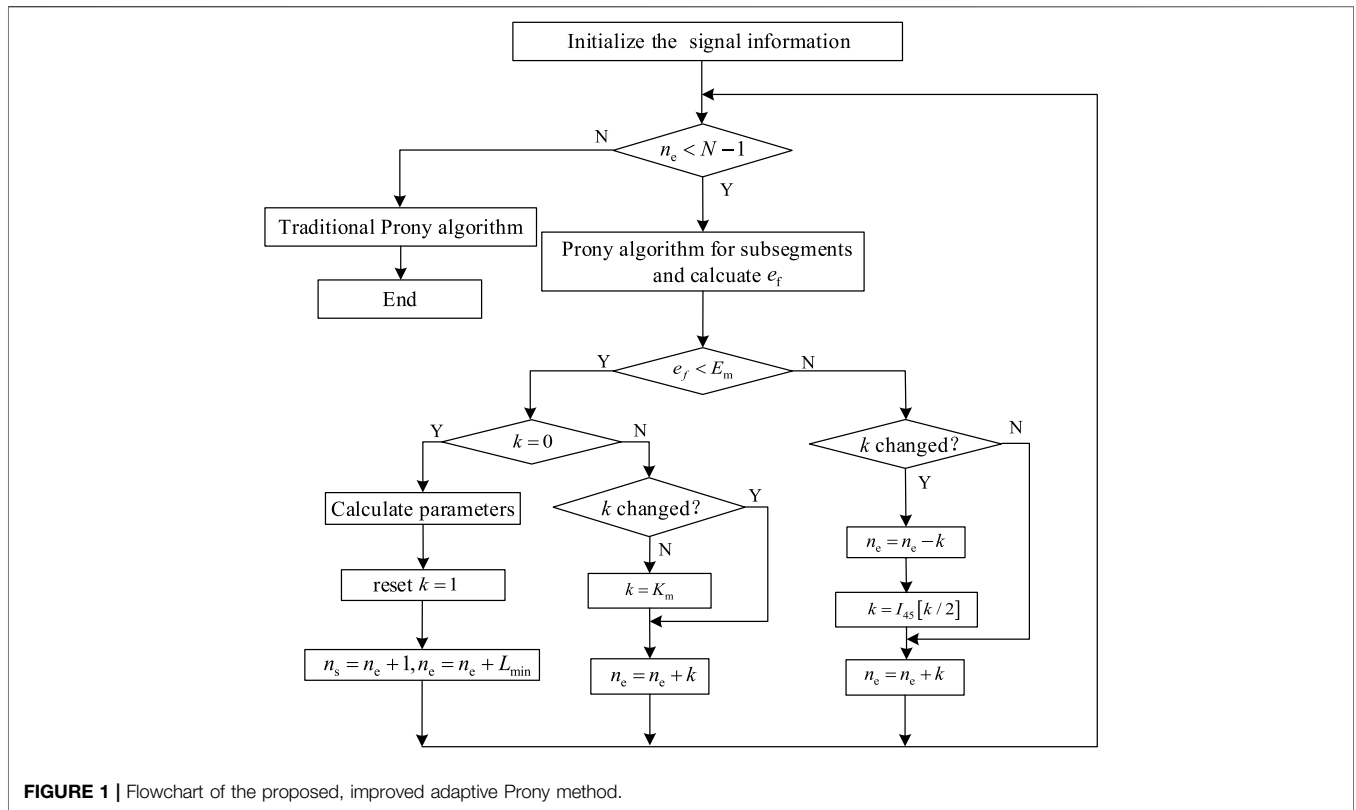 Initialize the signal information
N
n_e < N − 1
Y
Traditional Prony algorithm
Prony algorithm for subsegments
and calcuate e_f
End
Y
e_f < E_m
N
Y
k = 0
N
k changed?
N
Calculate parameters
k changed?
Y
Y
reset k = 1
N
n_e = n_e − k
k = K_m
k = I_45 [k / 2]
n_s = n_e + 1, n_e = n_e + L_min
n_e = n_e + k
n_e = n_e + k
FIGURE 1 | Flowchart of the proposed, improved adaptive Prony method.